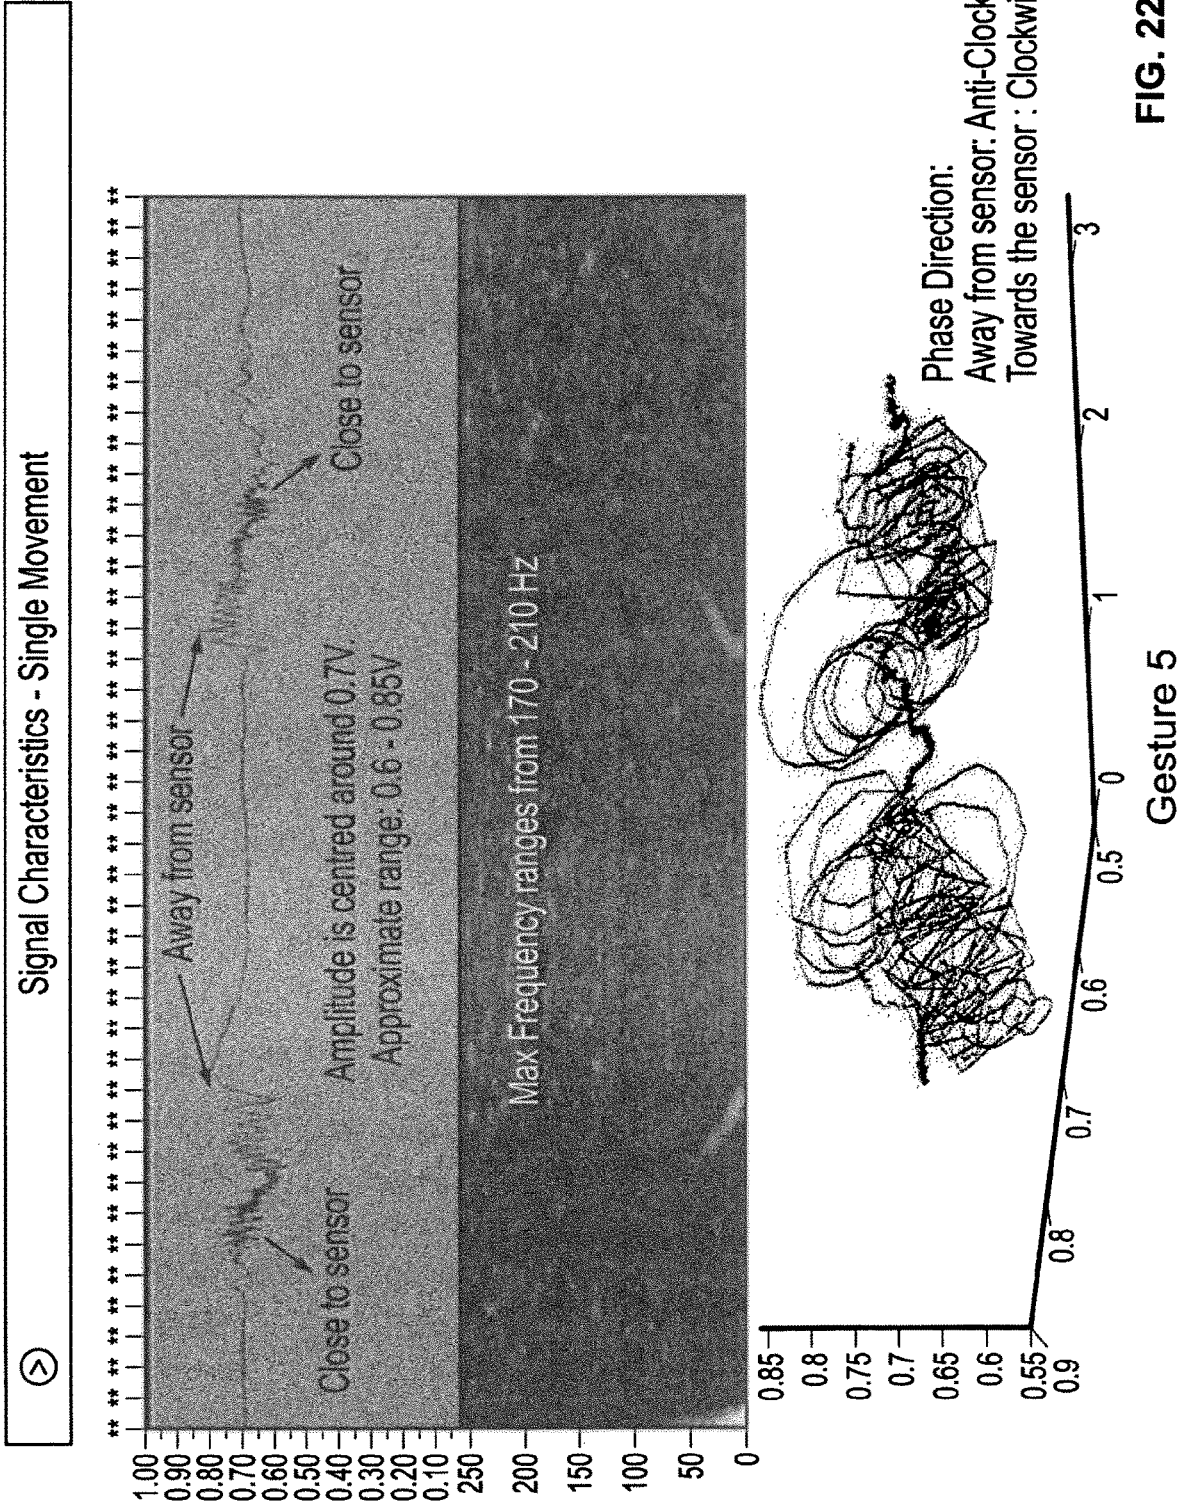 Signal Characteristics - Single Movement
** ** ** ** ** ** ** ** ** ** ** ** ** ** ** ** ** ** ** ** ** ** ** ** ** ** ** ** ** ** ** ** ** ** ** ** ** ** ** ** **
1.00
0.90
0.80
0.70
0.60
0.50
0.40
0.30
0.20
0.10
Away from sensor
Close to sensor
Amplitude is centred around 0.7V.
Approximate range: 0.6 - 0.85V
Close to sensor
250
200
150
100
50
0
Max Frequency ranges from 170 - 210 Hz
0.85
0.8
0.75
0.7
0.65
0.6
0.55
0.9
0.8
0.7
0.6
0.5
0
1
2
3
Phase Direction:
Away from sensor: Anti-Clock
Towards the sensor : Clockwi
Gesture 5
FIG. 22